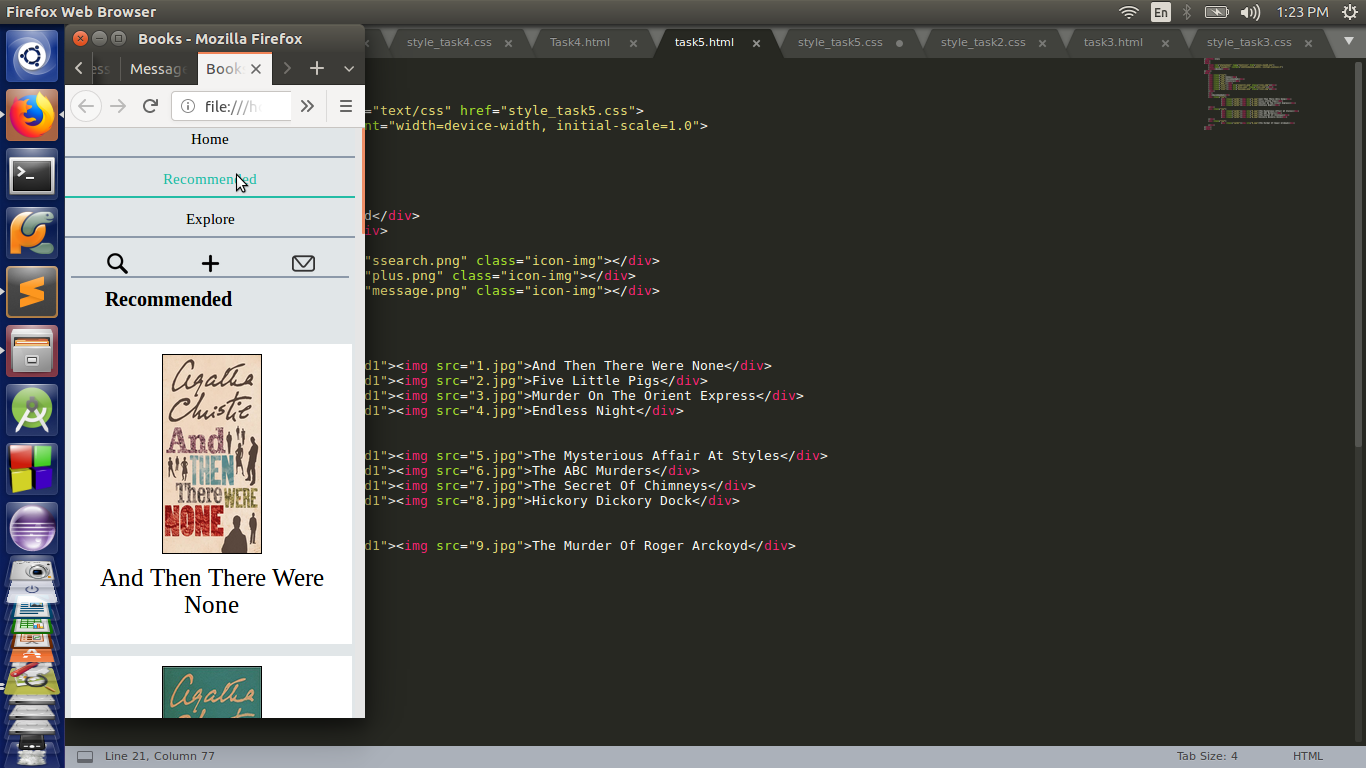 Firefox Web Browser
En
1:23 PM
Books - Mozilla Firefox
ess
Messag
Book
file:///h
Home
Recommended
Explore
Recommended
Agatha
Christie
And
THEN
There WERE
NONE
And Then There Were
None
Agatha
style_task4.css
Task4.html
task5.html
style_task5.css
style_task2.css
task3.html
style_task3.css
="text/css" href="style_task5.css">
nt="width=device-width, initial-scale=1.0">
d</div>
iv>
"ssearch.png" class="icon-img"></div>
"plus.png" class="icon-img"></div>
"message.png" class="icon-img"></div>
d1"><img src="1.jpg">And Then There Were None</div>
d1"><img src="2.jpg">Five Little Pigs</div>
d1"><img src="3.jpg">Murder On The Orient Express</div>
d1"><img src="4.jpg">Endless Night</div>
d1"><img src="5.jpg">The Mysterious Affair At Styles</div>
d1"><img src="6.jpg">The ABC Murders</div>
d1"><img src="7.jpg">The Secret Of Chimneys</div>
d1"><img src="8.jpg">Hickory Dickory Dock</div>
d1"><img src="9.jpg">The Murder Of Roger Arckoyd</div>
Line 21, Column 77
Tab Size: 4
HTML